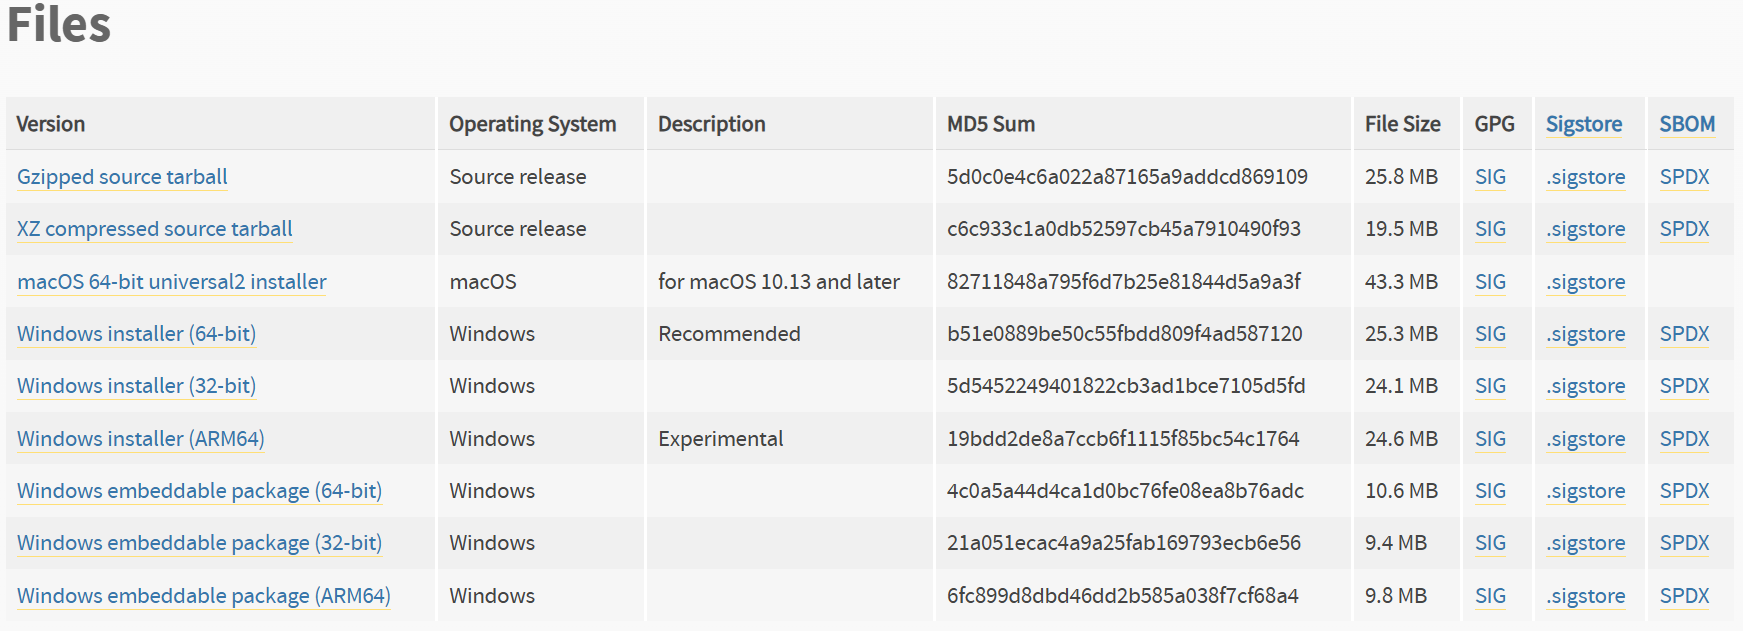 Files
Version Operating System Description MD5 Sum File Size GPG Sigstore SBOM
Gzipped source tarball Source release 5d0c0e4c6a022a87165a9addcd869109 25.8 MB SIG .sigstore SPDX
XZ compressed source tarball Source release c6c933c1a0db52597cb45a7910490f93 19.5 MB SIG .sigstore SPDX
macOS 64-bit universal2 installer macOS for macOS 10.13 and later 82711848a795f6d7b25e81844d5a9a3f 43.3 MB SIG .sigstore
Windows installer (64-bit) Windows Recommended b51e0889be50c55fbdd809f4ad587120 25.3 MB SIG .sigstore SPDX
Windows installer (32-bit) Windows 5d5452249401822cb3ad1bce7105d5fd 24.1 MB SIG .sigstore SPDX
Windows installer (ARM64) Windows Experimental 19bdd2de8a7ccb6f1115f85bc54c1764 24.6 MB SIG .sigstore SPDX
Windows embeddable package (64-bit) Windows 4c0a5a44d4ca1d0bc76fe08ea8b76adc 10.6 MB SIG .sigstore SPDX
Windows embeddable package (32-bit) Windows 21a051ecac4a9a25fab169793ecb6e56 9.4 MB SIG .sigstore SPDX
Windows embeddable package (ARM64) Windows 6fc899d8dbd46dd2b585a038f7cf68a4 9.8 MB SIG .sigstore SPDX